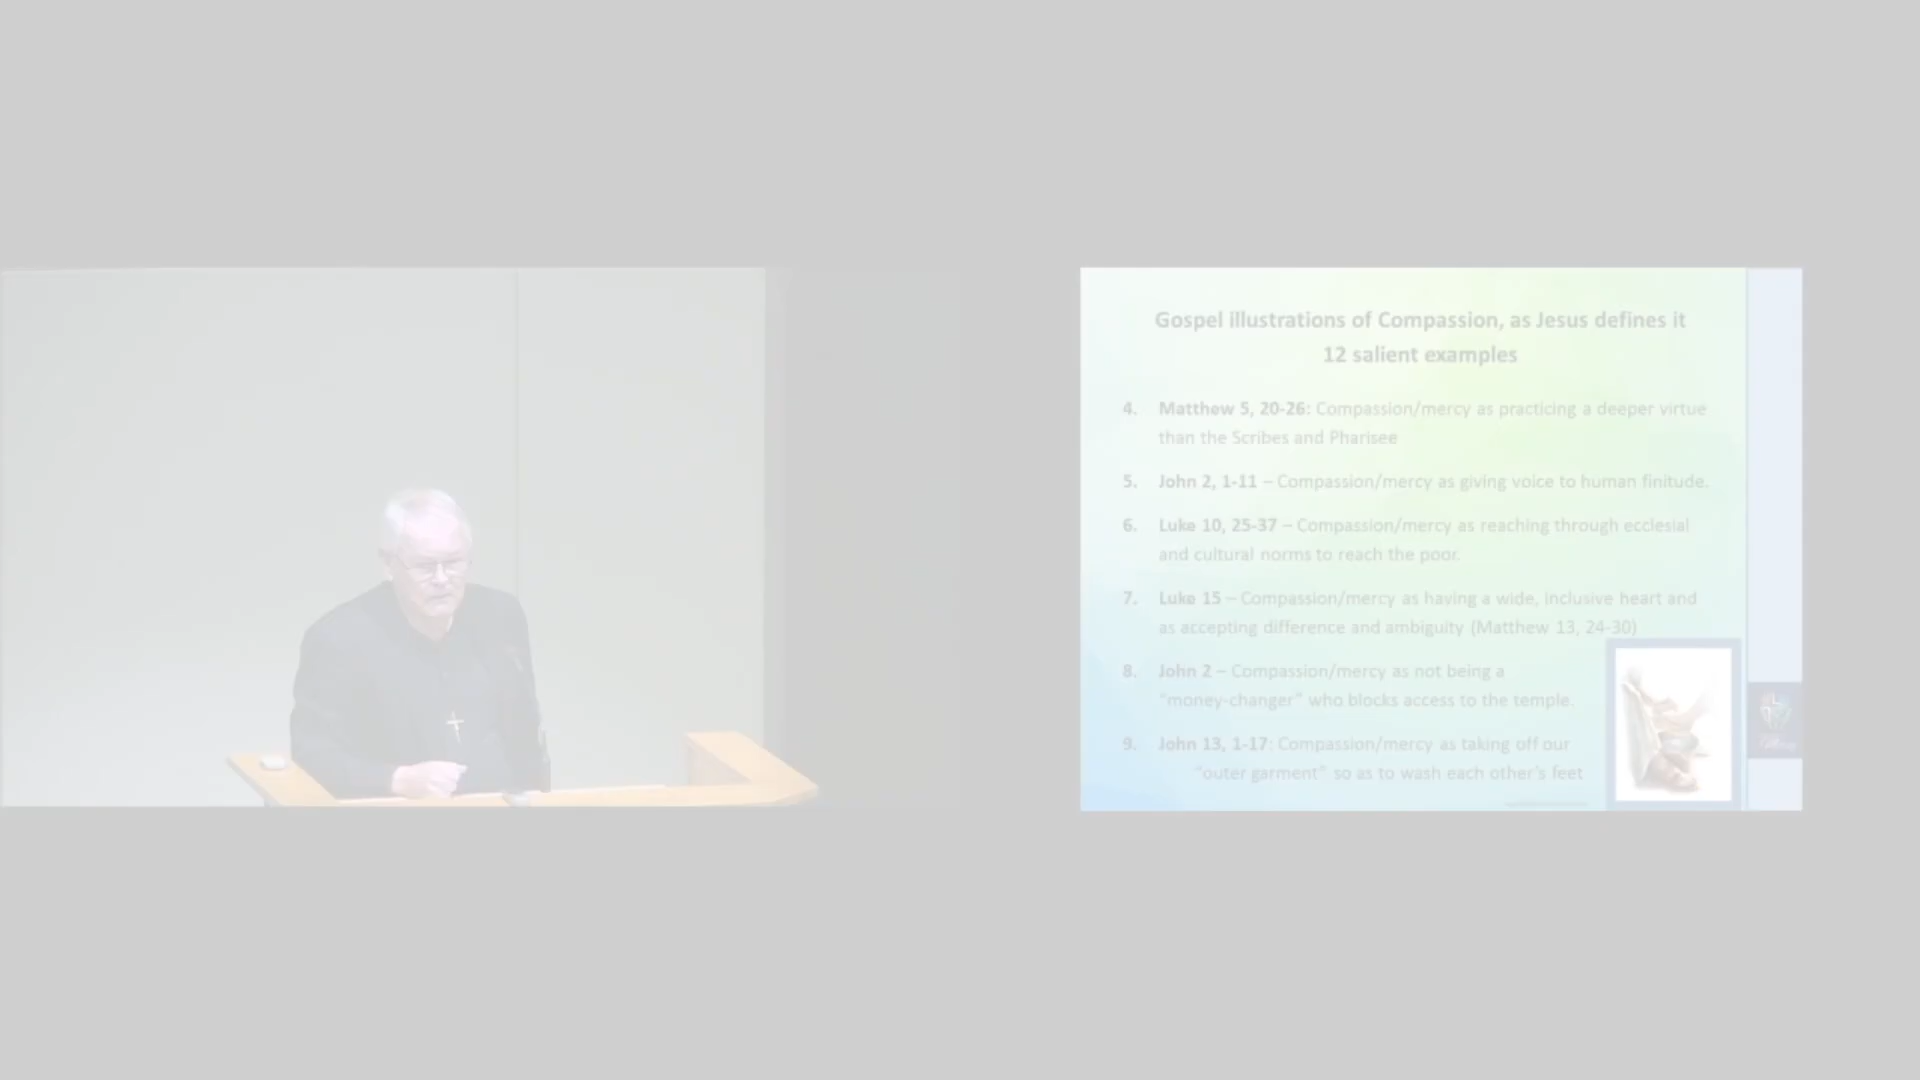 Gospel illustrations of Compassion, as Jesus defines it
12 salient examples
4. Matthew 5, 20-26: Compassion/mercy as practicing a deeper virtue
than the Scribes and Pharisee
5. John 2, 1-11 – Compassion/mercy as giving voice to human finitude.
6. Luke 10, 25-37 – Compassion/mercy as reaching through ecclesial
and cultural norms to reach the poor.
7. Luke 15 – Compassion/mercy as having a wide, inclusive heart and
as accepting difference and ambiguity (Matthew 13, 24-30)
8. John 2 – Compassion/mercy as not being a
"money-changer" who blocks access to the temple.
9. John 13, 1-17: Compassion/mercy as taking off our
"outer garment" so as to wash each other's feet